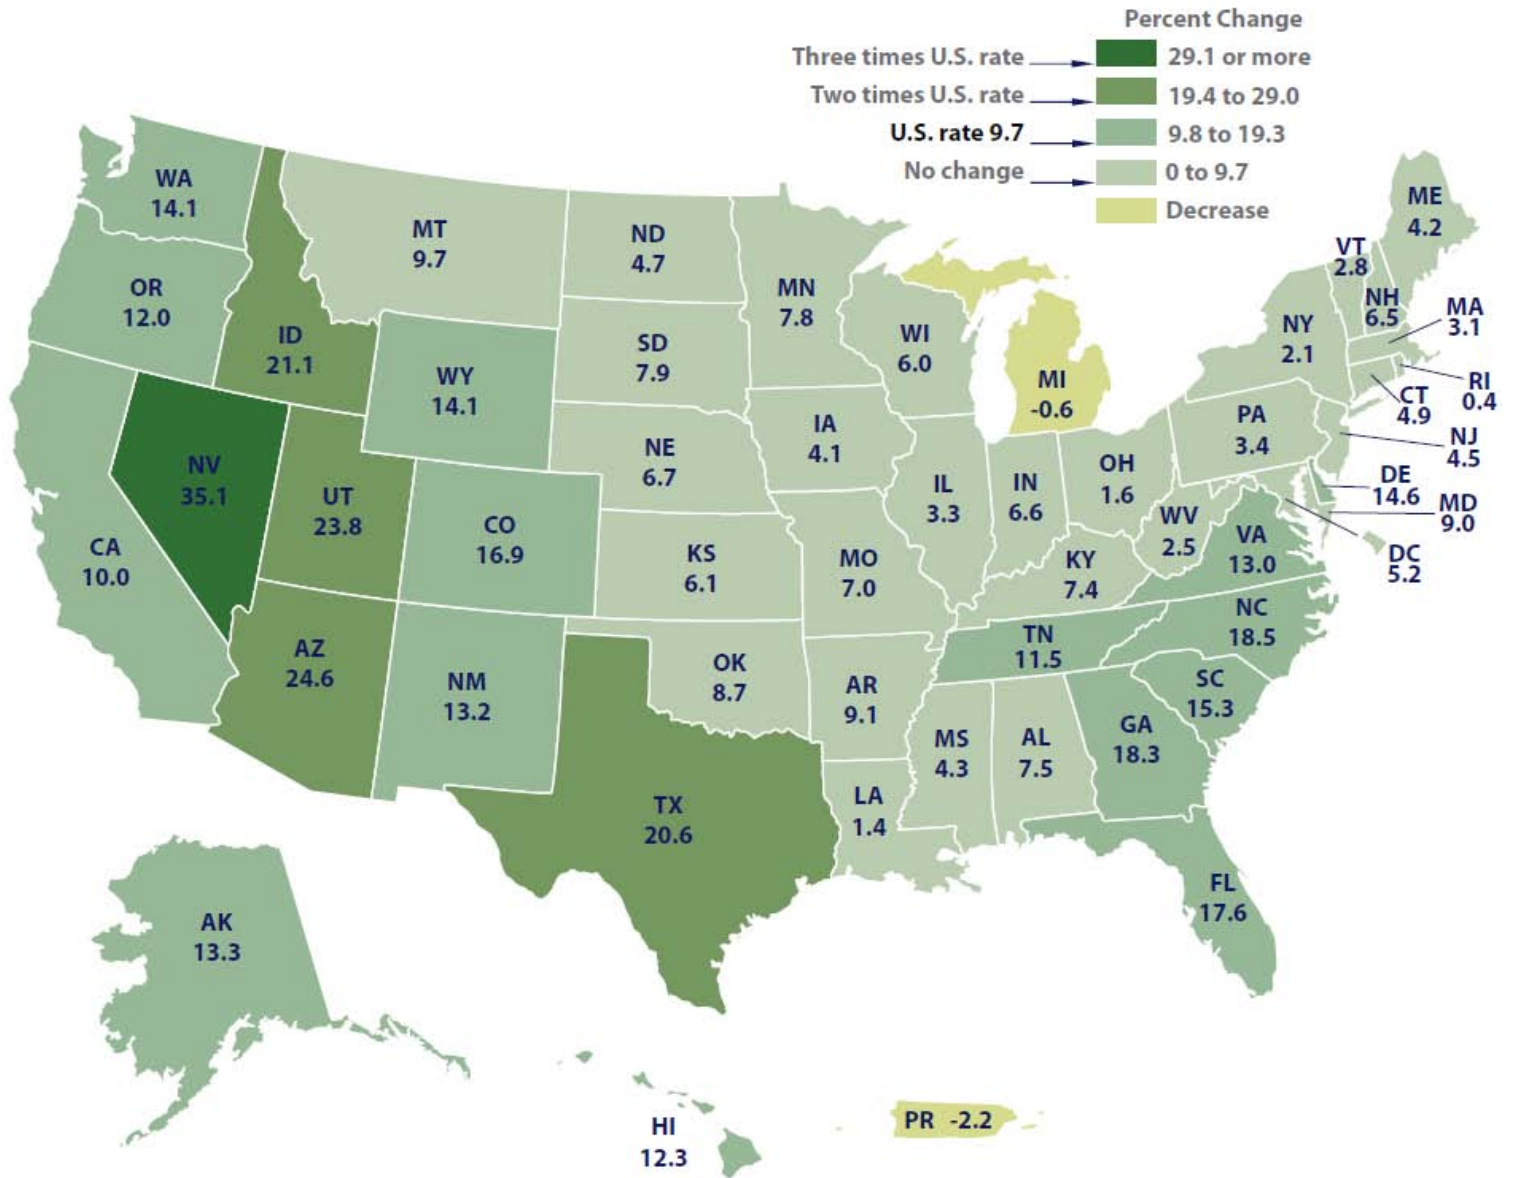 Percent Change
Three times U.S. rate
29.1 or more
Two times U.S. rate
19.4 to 29.0
U.S. rate 9.7
9.8 to 19.3
No change
0 to 9.7
Decrease
WA
14.1
OR
12.0
CA
10.0
NV
35.1
ID
21.1
MT
9.7
WY
14.1
UT
23.8
AZ
24.6
CO
16.9
NM
13.2
ND
4.7
SD
7.9
NE
6.7
KS
6.1
OK
8.7
TX
20.6
MN
7.8
IA
4.1
MO
7.0
AR
9.1
LA
1.4
WI
6.0
IL
3.3
MI
-0.6
IN
6.6
OH
1.6
KY
7.4
TN
11.5
MS
4.3
AL
7.5
GA
18.3
FL
17.6
SC
15.3
NC
18.5
VA
13.0
WV
2.5
PA
3.4
NY
2.1
VT
2.8
NH
6.5
ME
4.2
MA
3.1
RI
0.4
CT
4.9
NJ
4.5
DE
14.6
MD
9.0
DC
5.2
AK
13.3
HI
12.3
PR -2.2